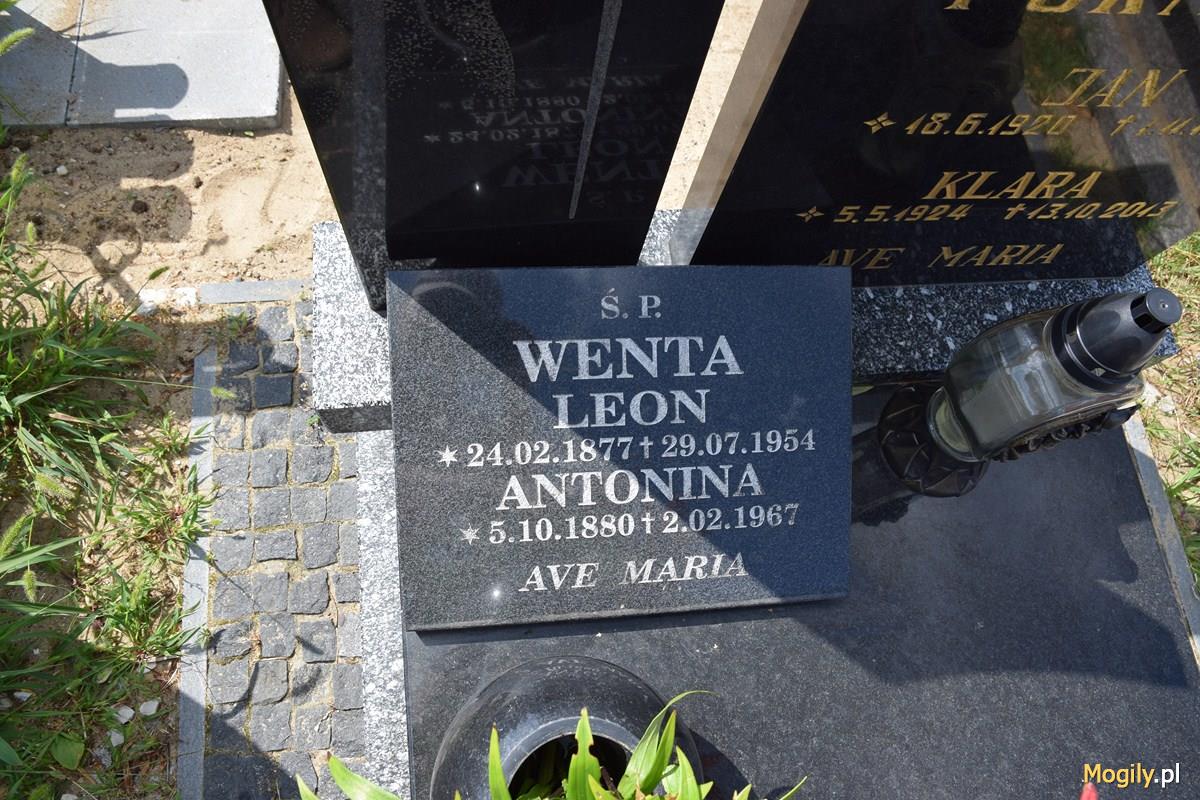 JAN
18.6.1920
KLARA
5.5.1924 †13.10.2013
AVE MARIA
Ś. P.
WENTA
LEON
24.02.1877 † 29.07.1954
ANTONINA
5.10.1880 † 2.02.1967
AVE MARIA
Mogily.pl